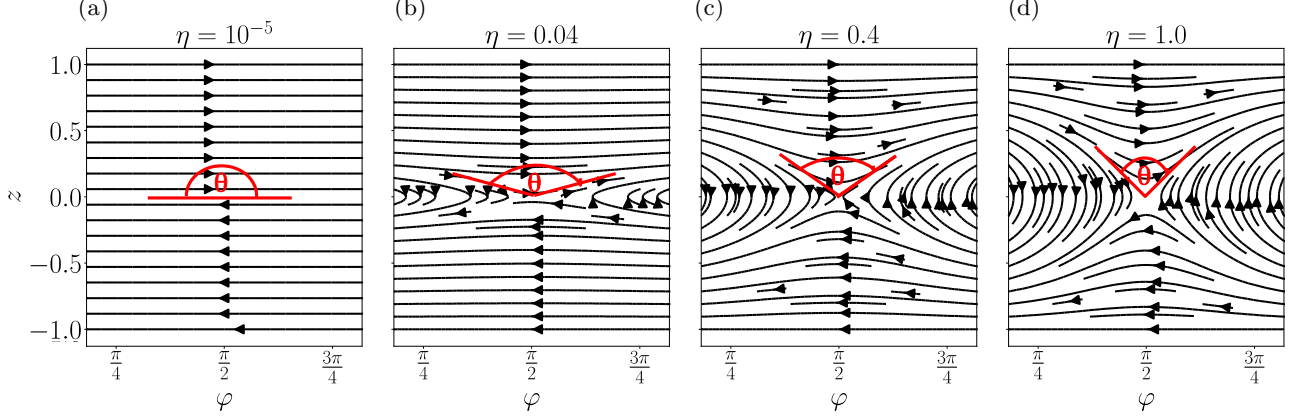 (a)
(b)
(c)
(d)
η = 10⁻⁵
η = 0.04
η = 0.4
η = 1.0
1.0
0.5
0.0
−0.5
−1.0
z
θ
θ
θ
θ
π/4
π/2
3π/4
π/4
π/2
3π/4
π/4
π/2
3π/4
π/4
π/2
3π/4
φ
φ
φ
φ